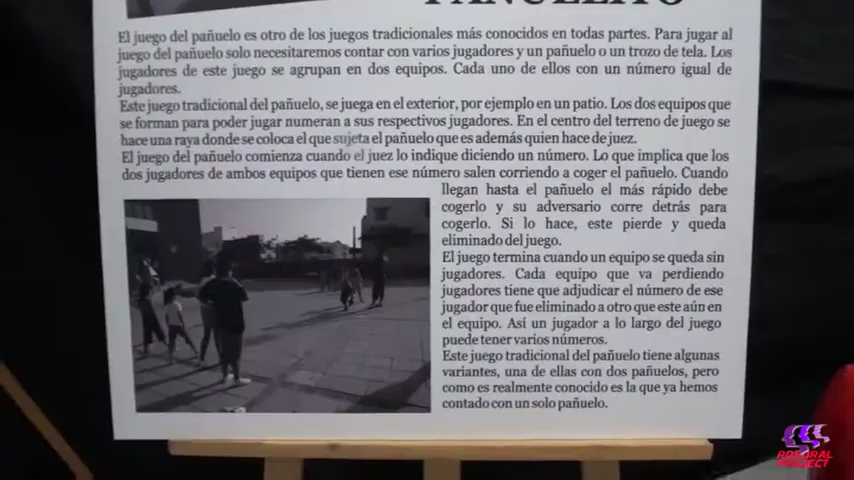 PAÑUELITO
El juego del pañuelo es otro de los juegos tradicionales más conocidos en todas partes. Para jugar al
juego del pañuelo solo necesitaremos contar con varios jugadores y un pañuelo o un trozo de tela. Los
jugadores de este juego se agrupan en dos equipos. Cada uno de ellos con un número igual de
jugadores.
Este juego tradicional del pañuelo, se juega en el exterior, por ejemplo en un patio. Los dos equipos que
se forman para poder jugar numeran a sus respectivos jugadores. En el centro del terreno de juego se
hace una raya donde se coloca el que sujeta el pañuelo que es además quien hace de juez.
El juego del pañuelo comienza cuando el juez lo indique diciendo un número. Lo que implica que los
dos jugadores de ambos equipos que tienen ese número salen corriendo a coger el pañuelo. Cuando
llegan hasta el pañuelo el más rápido debe
cogerlo y su adversario corre detrás para
cogerlo. Si lo hace, este pierde y queda
eliminado del juego.
El juego termina cuando un equipo se queda sin
jugadores. Cada equipo que va perdiendo
jugadores tiene que adjudicar el número de ese
jugador que fue eliminado a otro que este aún en
el equipo. Así un jugador a lo largo del juego
puede tener varios números.
Este juego tradicional del pañuelo tiene algunas
variantes, una de ellas con dos pañuelos, pero
como es realmente conocido es la que ya hemos
contado con un solo pañuelo.
PROJECT